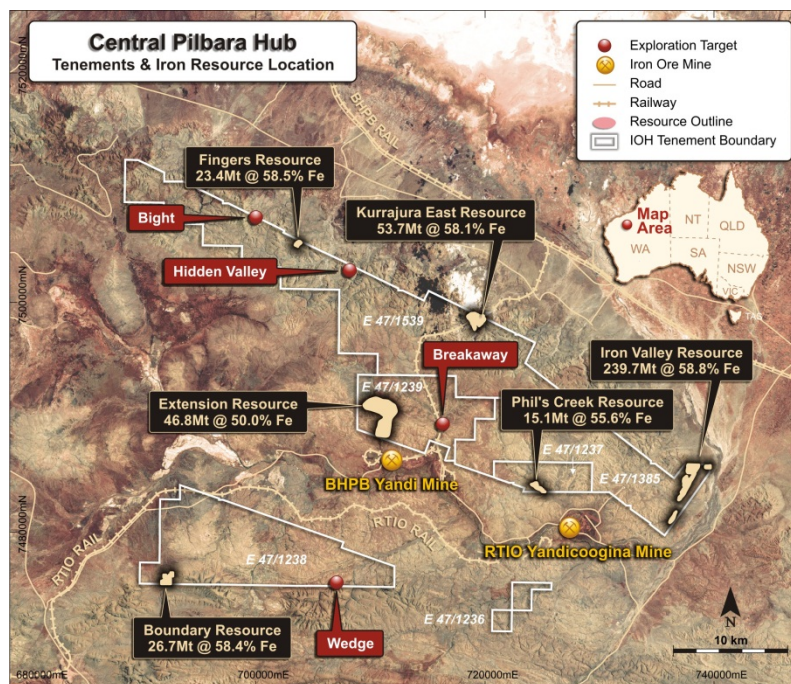 Central Pilbara Hub
Tenements & Iron Resource Location
Exploration Target
Iron Ore Mine
Road
Railway
Resource Outline
IOH Tenement Boundary
7520000mN
BHPB RAIL
Fingers Resource
23.4Mt @ 58.5% Fe
Bight
Kurrajura East Resource
53.7Mt @ 58.1% Fe
Map
Area
WA
NT
QLD
SA
NSW
VIC
TAS
Hidden Valley
7500000mN
E 47/1539
Breakaway
Iron Valley Resource
239.7Mt @ 58.8% Fe
E 47/1239
Extension Resource
46.8Mt @ 50.0% Fe
Phil's Creek Resource
15.1Mt @ 55.6% Fe
E 47/1237
E 47/1385
BHPB Yandi Mine
7480000mN
RTIO RAIL
RTIO RAIL
RTIO Yandicoogina Mine
E 47/1238
E 47/1236
Boundary Resource
26.7Mt @ 58.4% Fe
Wedge
N
10 km
680000mE
700000mE
720000mE
740000mE